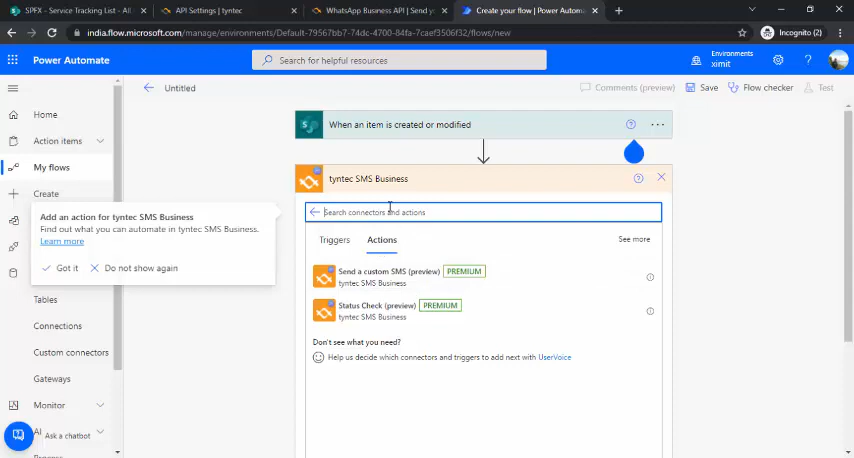 SPFX - Service Tracking List - All
API Settings | tyntec
WhatsApp Business API | Send yo
Create your flow | Power Automate
india.flow.microsoft.com/manage/environments/Default-79567bb7-74dc-4700-84fa-7caef3506f32/flows/new
Incognito (2)
Power Automate
Search for helpful resources
Environments
ximit
Untitled
Comments (preview)
Save
Flow checker
Test
Home
Action items
My flows
Create
Tables
Connections
Custom connectors
Gateways
Monitor
AI
Process
Ask a chatbot
Add an action for tyntec SMS Business
Find out what you can automate in tyntec SMS Business.
Learn more
Got it
Do not show again
When an item is created or modified
tyntec SMS Business
Search connectors and actions
Triggers
Actions
See more
Send a custom SMS (preview) PREMIUM
tyntec SMS Business
Status Check (preview) PREMIUM
tyntec SMS Business
Don't see what you need?
Help us decide which connectors and triggers to add next with UserVoice